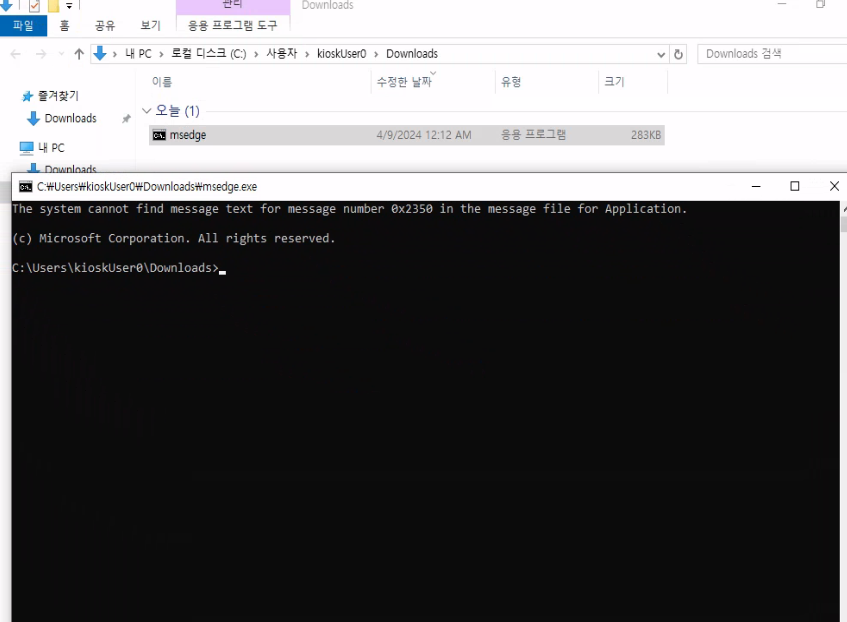 관리
Downloads
파일
홈
공유
보기
응용 프로그램 도구
내 PC > 로컬 디스크 (C:) > 사용자 > kioskUser0 > Downloads
Downloads 검색
이름
수정한 날짜
유형
크기
즐겨찾기
오늘 (1)
Downloads
msedge
4/9/2024 12:12 AM
응용 프로그램
283KB
내 PC
Downloads
C:₩Users₩kioskUser0₩Downloads₩msedge.exe
The system cannot find message text for message number 0x2350 in the message file for Application.
(c) Microsoft Corporation. All rights reserved.
C:\Users\kioskUser0\Downloads>